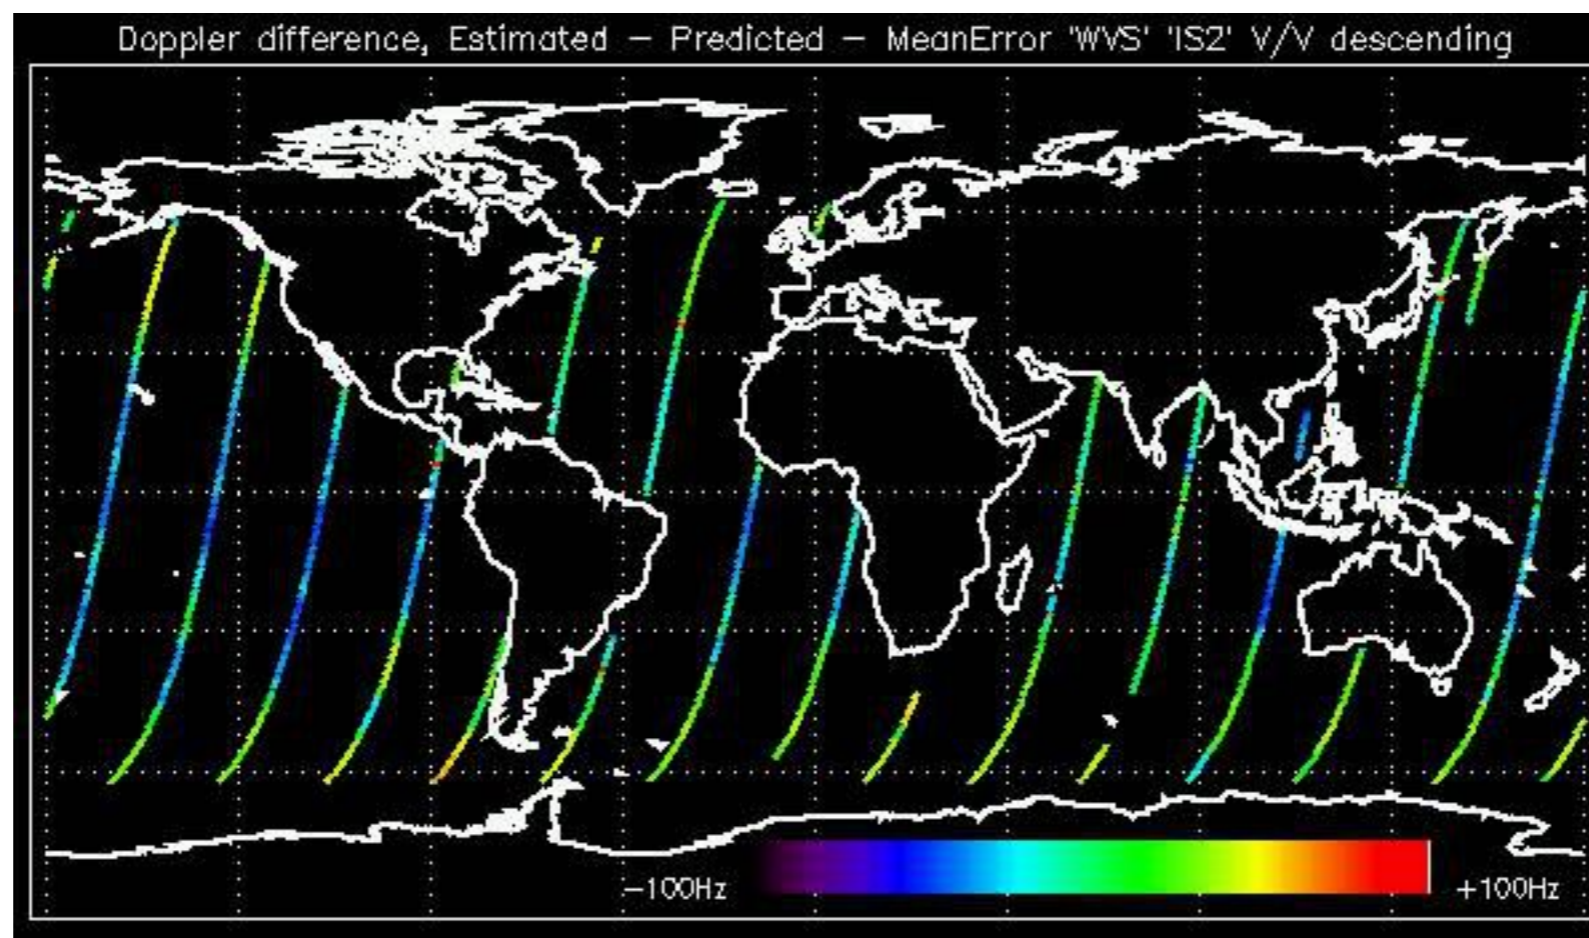 Doppler difference, Estimated – Predicted – MeanError 'WVS' 'IS2' V/V descending
–100Hz
+100Hz